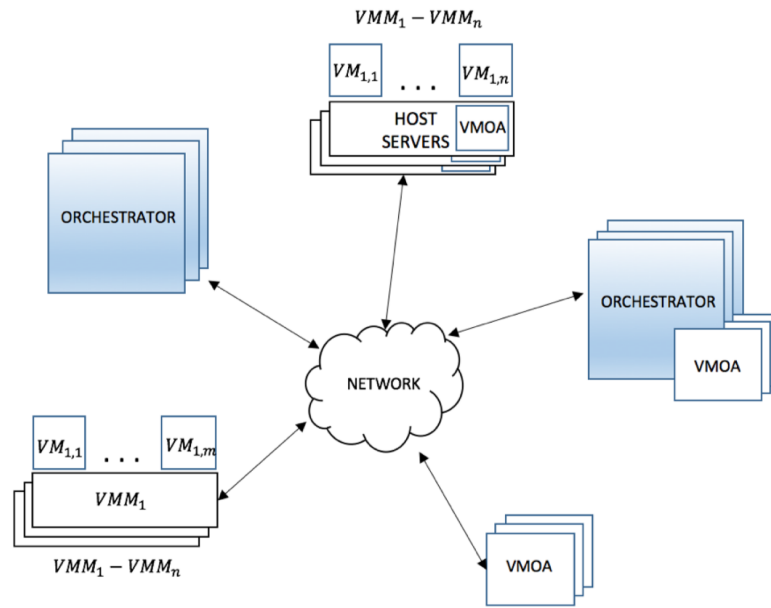 VMM₁ − VMMₙ
VM₁,₁ . . . VM₁,ₙ
HOST
SERVERS
VMOA
ORCHESTRATOR
ORCHESTRATOR
VMOA
NETWORK
VM₁,₁ . . . VM₁,ₘ
VMM₁
VMM₁ − VMMₙ
VMOA